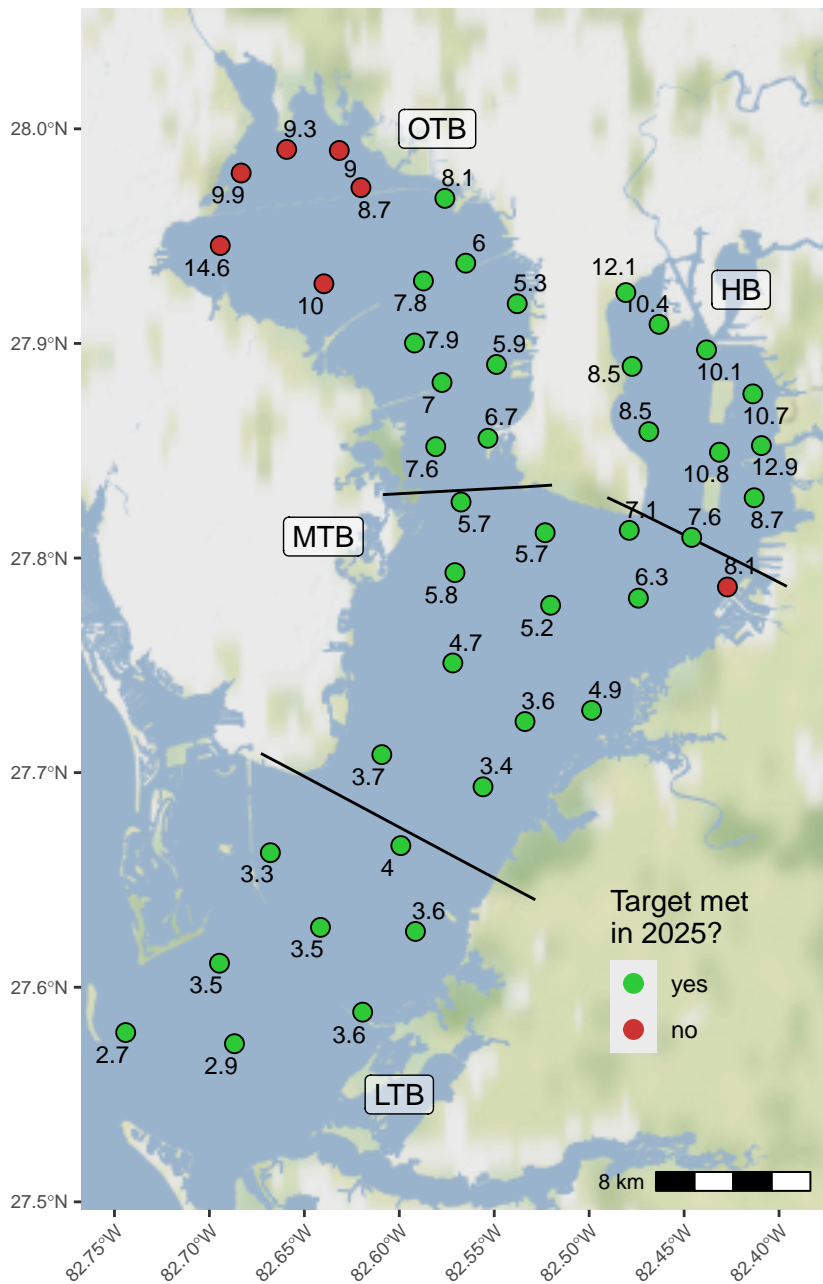 28.0°N
27.9°N
27.8°N
27.7°N
27.6°N
27.5°N
OTB
9.3
9
9.9
8.7
8.1
14.6
10
6
7.8
5.3
7.9
5.9
7
6.7
7.6
HB
12.1
10.4
10.1
8.5
10.7
8.5
10.8
12.9
8.7
MTB
5.7
5.7
7.1
7.6
8.1
5.8
5.2
6.3
4.7
3.6
4.9
3.7
3.4
3.3
4
3.5
3.6
3.5
3.6
2.7
2.9
LTB
Target met
in 2025?
yes
no
8 km
82.75°W
82.70°W
82.65°W
82.60°W
82.55°W
82.50°W
82.45°W
82.40°W